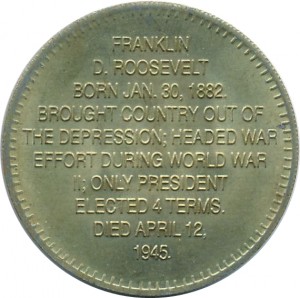 FRANKLIN
D. ROOSEVELT
BORN JAN. 30, 1882.
BROUGHT COUNTRY OUT OF
THE DEPRESSION; HEADED WAR
EFFORT DURING WORLD WAR
II; ONLY PRESIDENT
ELECTED 4 TERMS.
DIED APRIL 12,
1945.